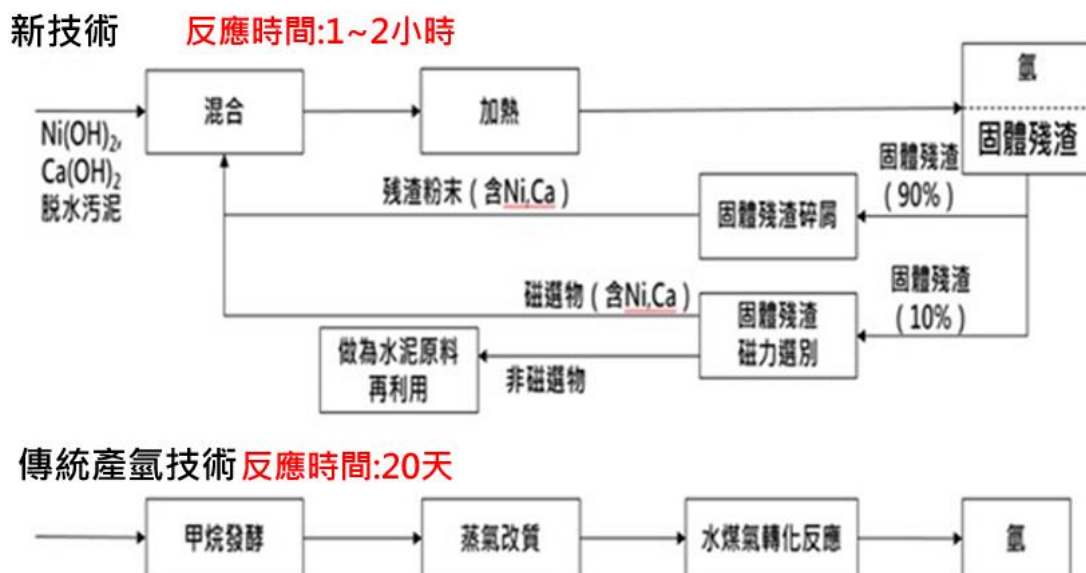 新技術
反應時間:1~2小時
混合
加熱
氫
固體殘渣
Ni(OH)₂,
Ca(OH)₂
脫水汚泥
残渣粉末(含Ni,Ca)
固體殘渣碎屑
固體殘渣
(90%)
磁選物(含Ni,Ca)
固體殘渣
磁力選別
固體殘渣
(10%)
做為水泥原料
再利用
非磁選物
傳統產氫技術
反應時間:20天
甲烷發酵
蒸氣改質
水煤氣轉化反應
氫